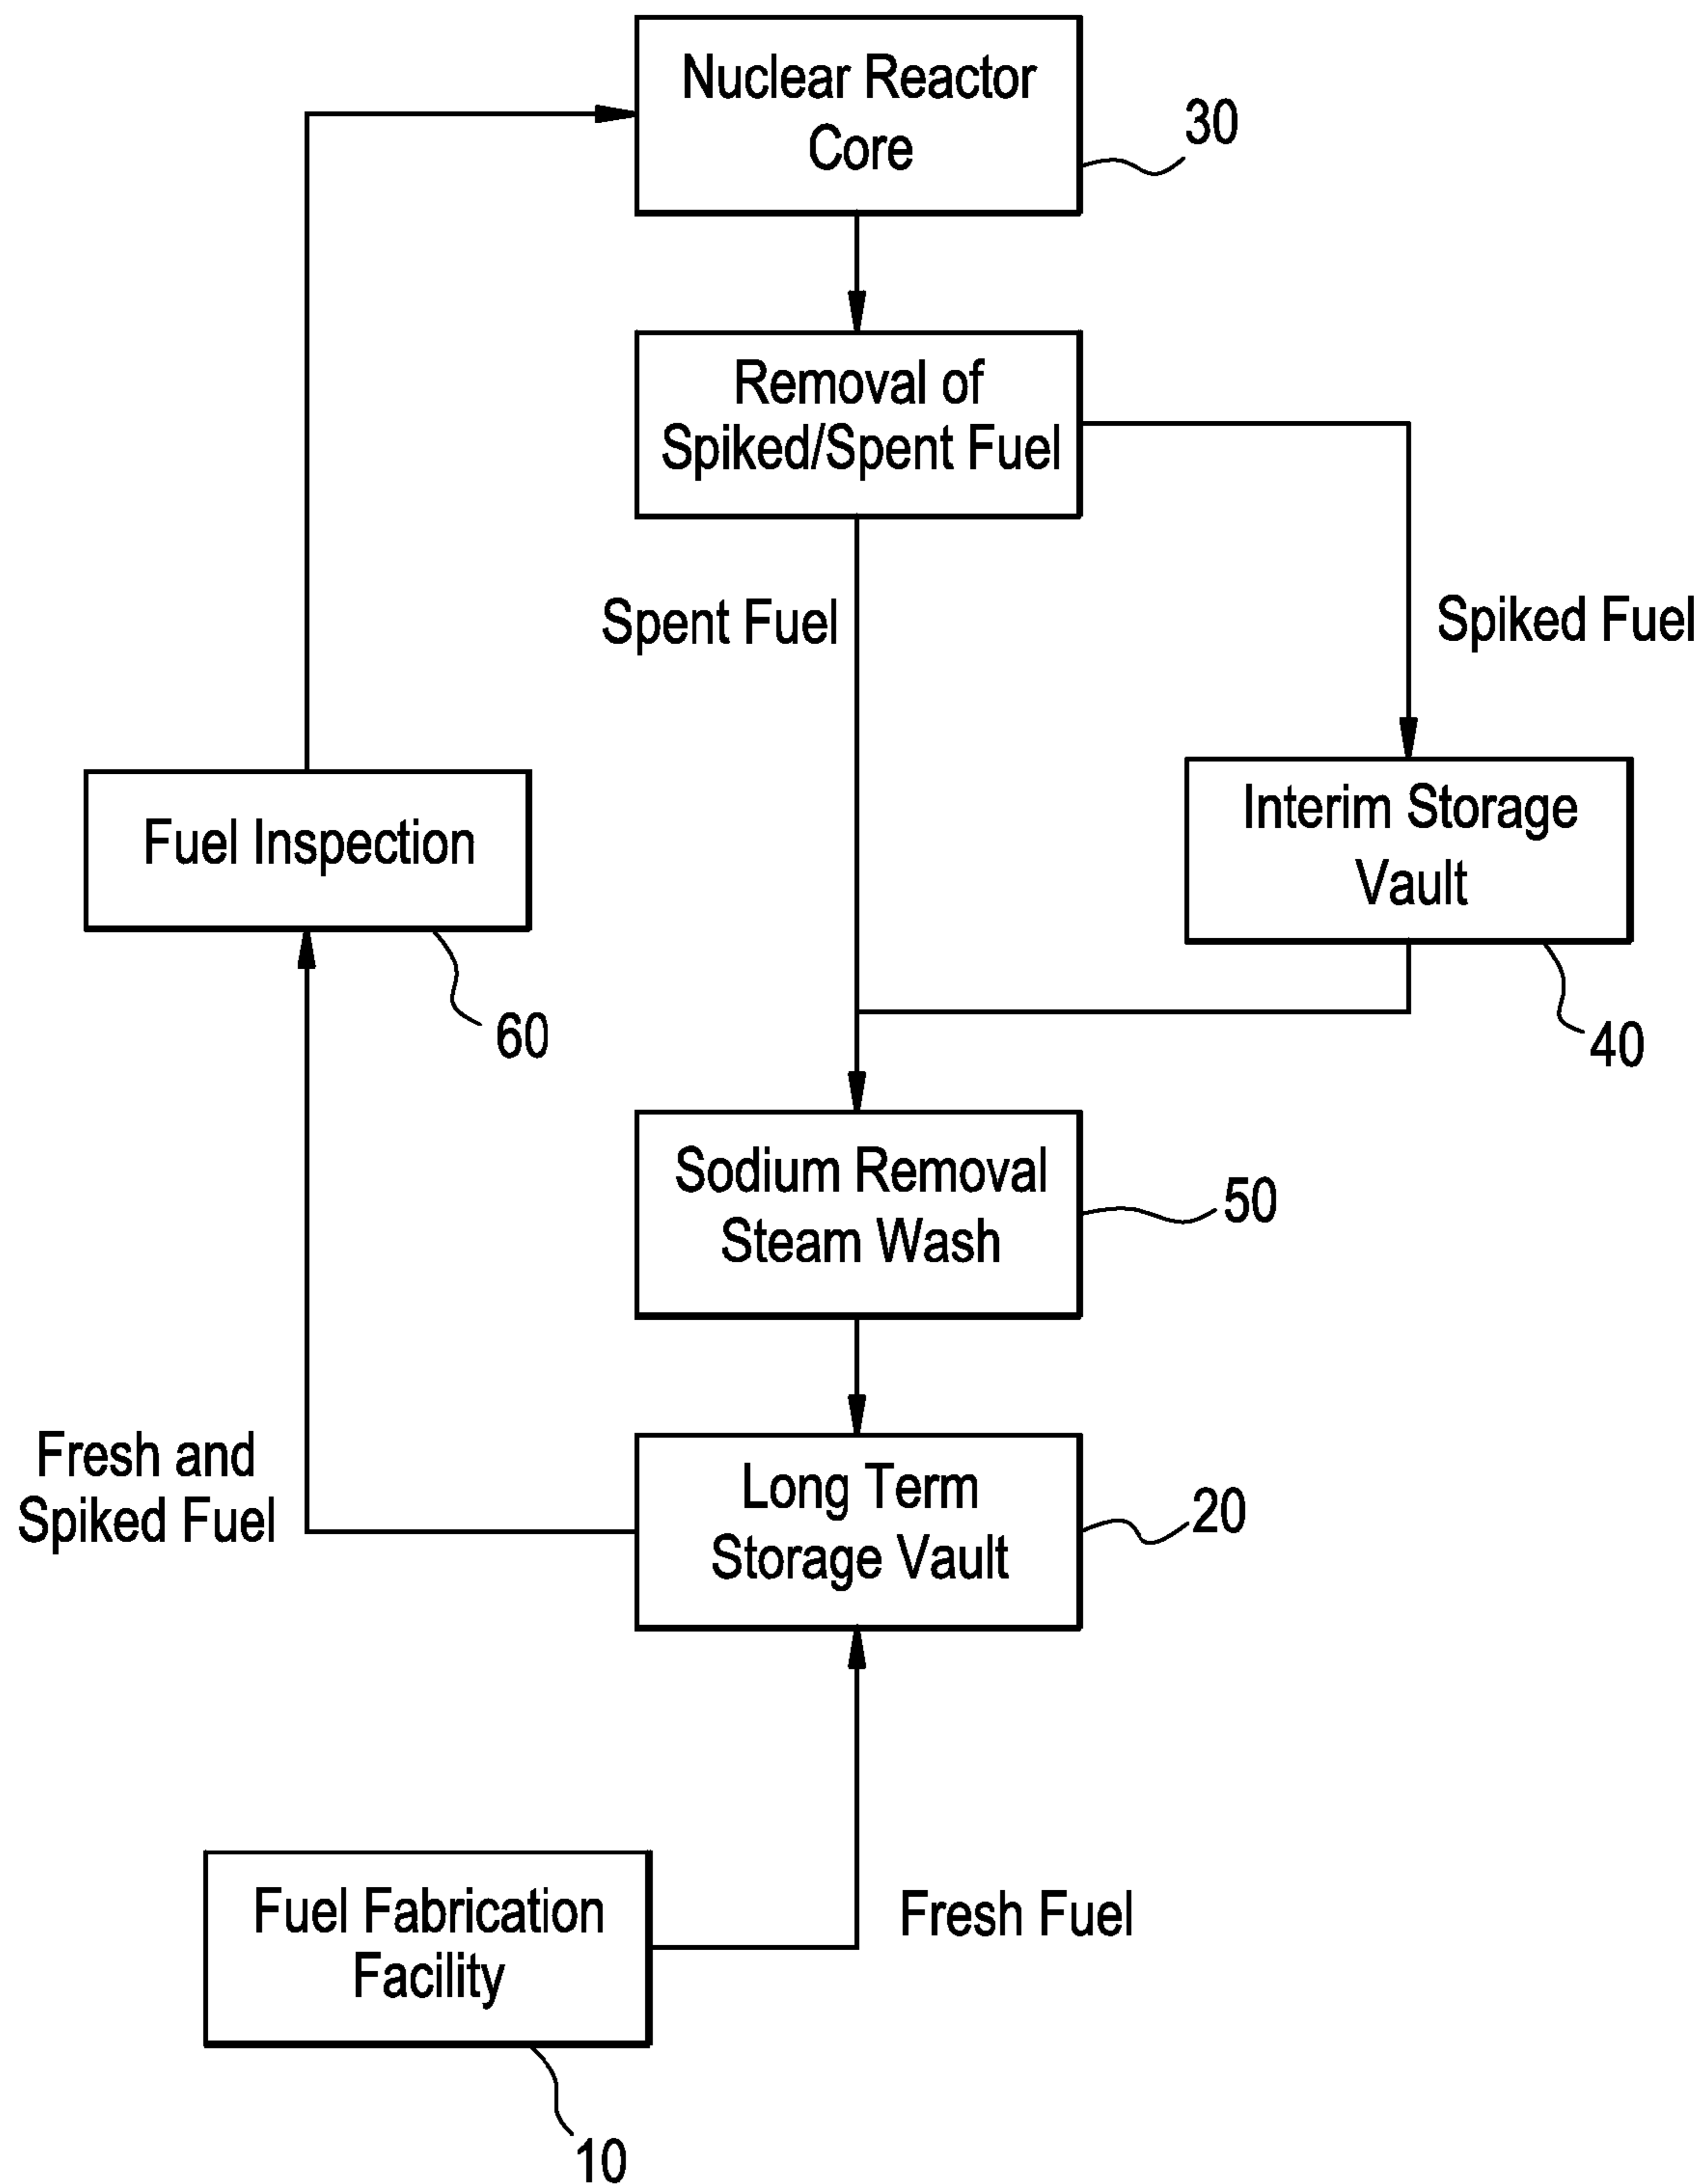 Nuclear Reactor
Core
30
Removal of
Spiked/Spent Fuel
Spent Fuel
Spiked Fuel
Fuel Inspection
60
Interim Storage
Vault
40
Sodium Removal
Steam Wash
50
Fresh and
Spiked Fuel
Long Term
Storage Vault
20
Fuel Fabrication
Facility
10
Fresh Fuel